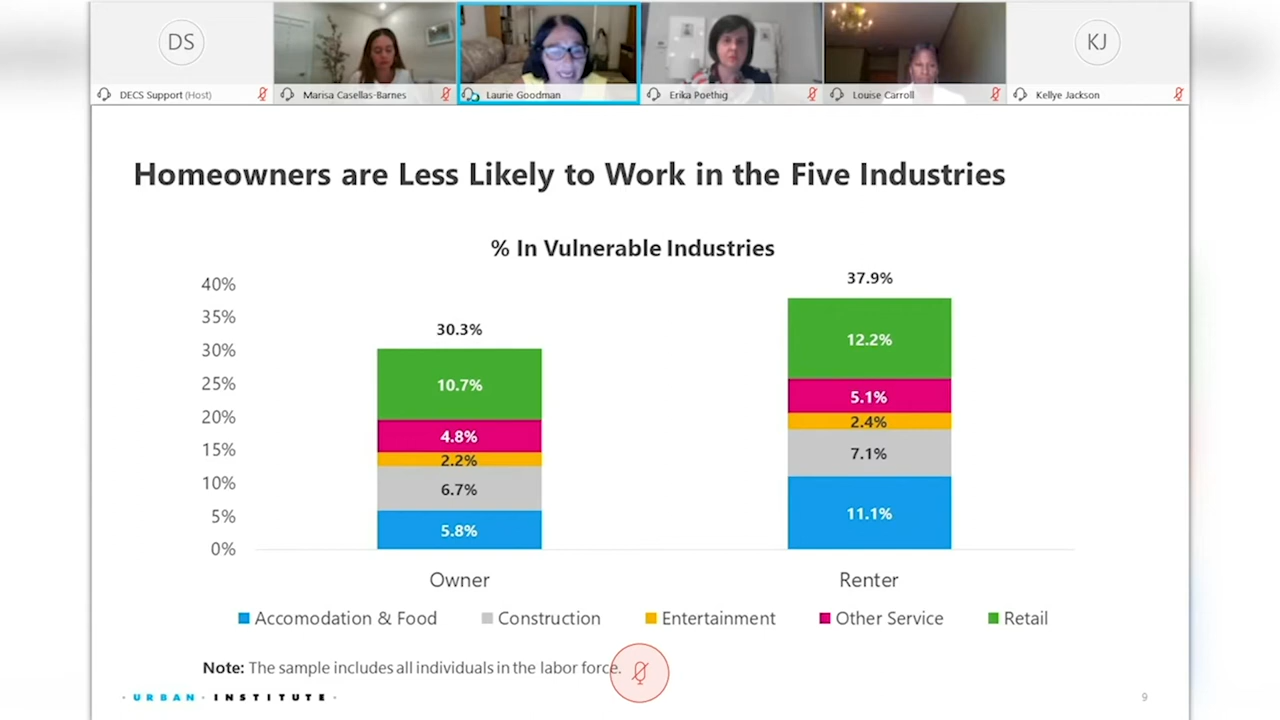 DS
KJ
DECS Support (Host)
Marisa Casellas-Barnes
Laurie Goodman
Erika Poethig
Louise Carroll
Kellye Jackson
Homeowners are Less Likely to Work in the Five Industries
% In Vulnerable Industries
40%
35%
30%
25%
20%
15%
10%
5%
0%
30.3%
10.7%
4.8%
2.2%
6.7%
5.8%
37.9%
12.2%
5.1%
2.4%
7.1%
11.1%
Owner
Renter
Accomodation & Food
Construction
Entertainment
Other Service
Retail
Note: The sample includes all individuals in the labor force.
· URBAN · INSTITUTE ·
9